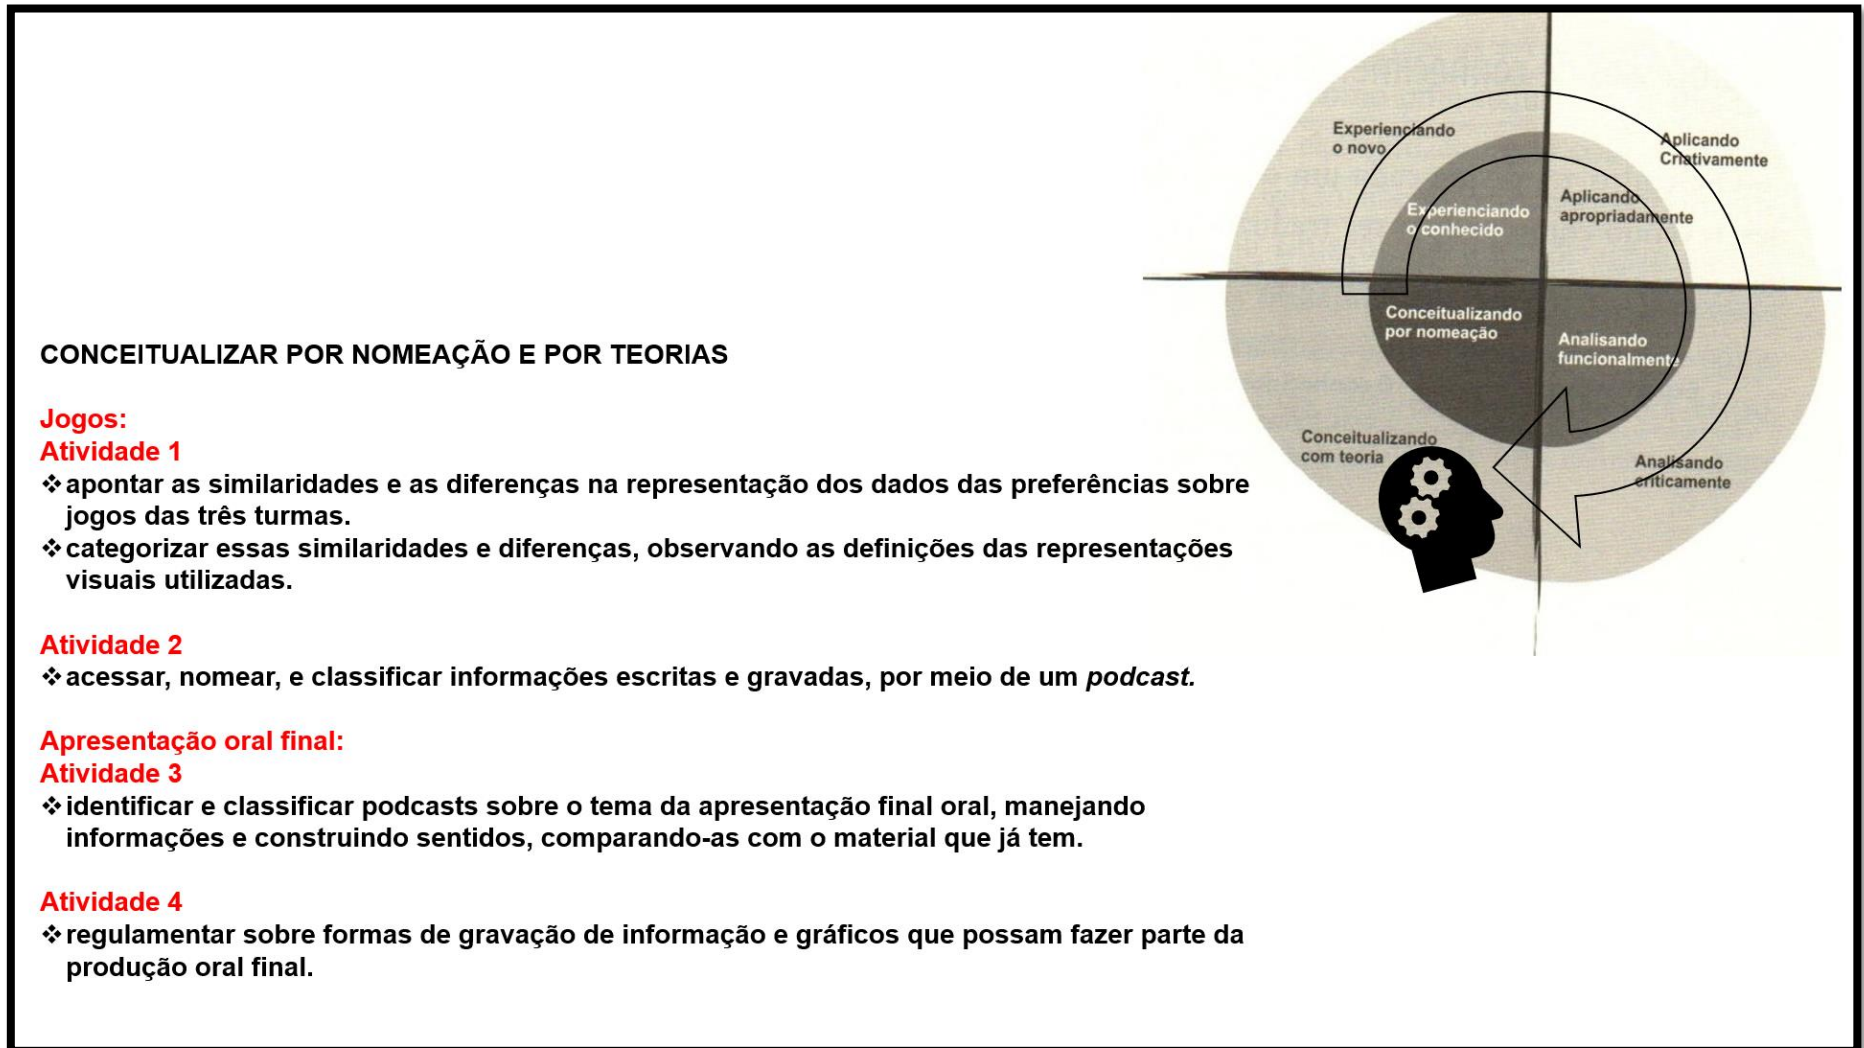 Experienciando
o novo
Aplicando
Criativamente
Experienciando
o conhecido
Aplicando
apropriadamente
Conceitualizando
por nomeação
Analisando
funcionalmente
Conceitualizando
com teoria
Analisando
criticamente
CONCEITUALIZAR POR NOMEAÇÃO E POR TEORIAS
Jogos:
Atividade 1
❖apontar as similaridades e as diferenças na representação dos dados das preferências sobre
jogos das três turmas.
❖categorizar essas similaridades e diferenças, observando as definições das representações
visuais utilizadas.
Atividade 2
❖acessar, nomear, e classificar informações escritas e gravadas, por meio de um podcast.
Apresentação oral final:
Atividade 3
❖identificar e classificar podcasts sobre o tema da apresentação final oral, manejando
informações e construindo sentidos, comparando-as com o material que já tem.
Atividade 4
❖regulamentar sobre formas de gravação de informação e gráficos que possam fazer parte da
produção oral final.